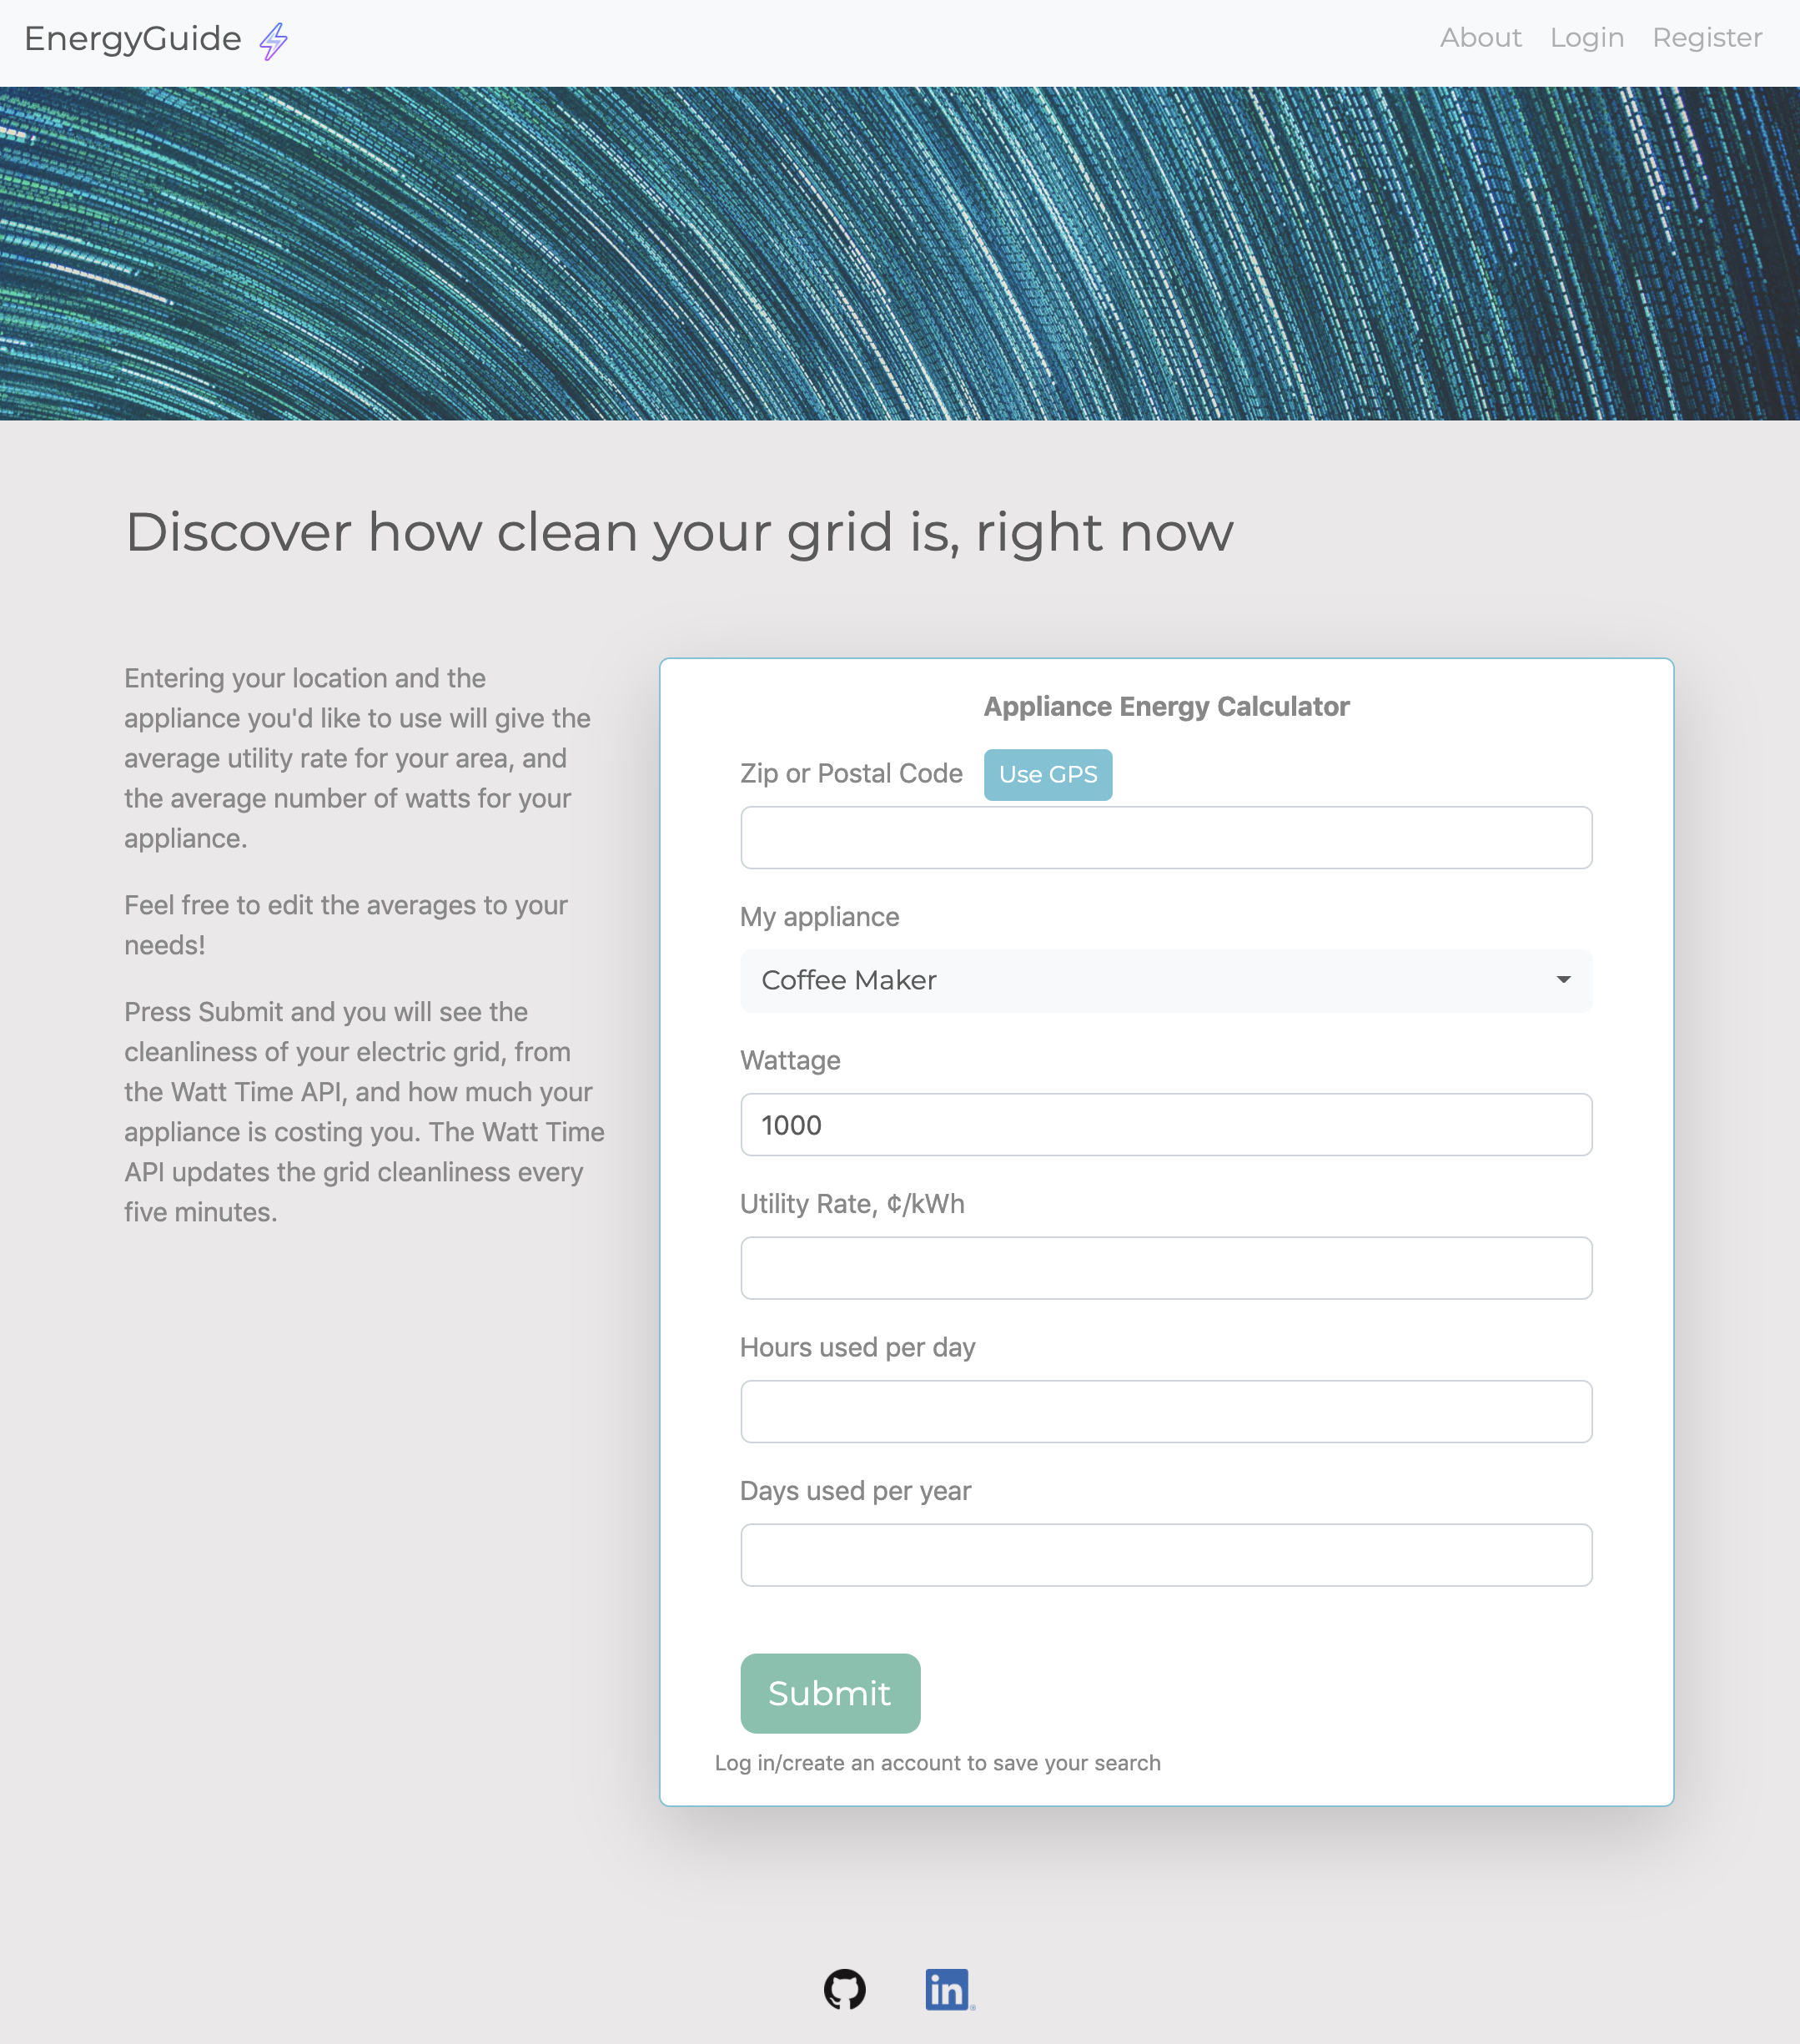 EnergyGuide
About Login Register
Discover how clean your grid is, right now
Entering your location and the
appliance you'd like to use will give the
average utility rate for your area, and
the average number of watts for your
appliance.
Feel free to edit the averages to your
needs!
Press Submit and you will see the
cleanliness of your electric grid, from
the Watt Time API, and how much your
appliance is costing you. The Watt Time
API updates the grid cleanliness every
five minutes.
Appliance Energy Calculator
Zip or Postal Code Use GPS
My appliance
Coffee Maker
Wattage
1000
Utility Rate, ¢/kWh
Hours used per day
Days used per year
Submit
Log in/create an account to save your search
in